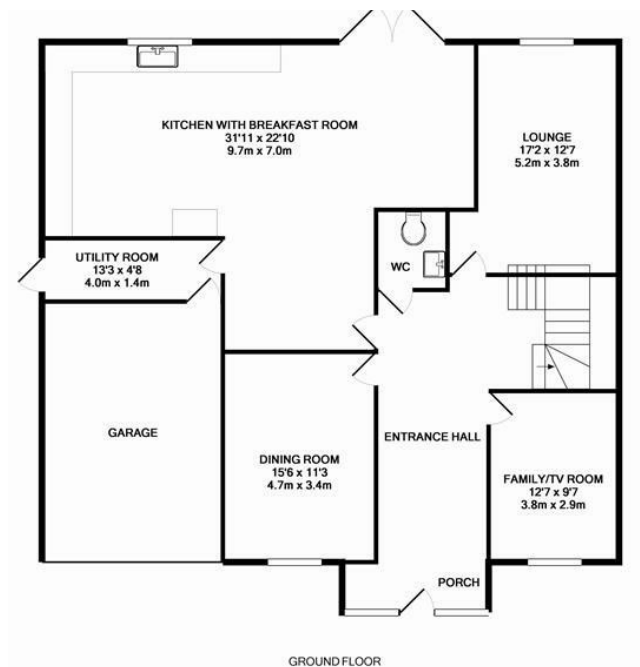 KITCHEN WITH BREAKFAST ROOM
31'11 x 22'10
9.7m x 7.0m
LOUNGE
17'2 x 12'7
5.2m x 3.8m
UTILITY ROOM
13'3 x 4'8
4.0m x 1.4m
WC
GARAGE
DINING ROOM
15'6 x 11'3
4.7m x 3.4m
ENTRANCE HALL
FAMILY/TV ROOM
12'7 x 9'7
3.8m x 2.9m
PORCH
GROUND FLOOR